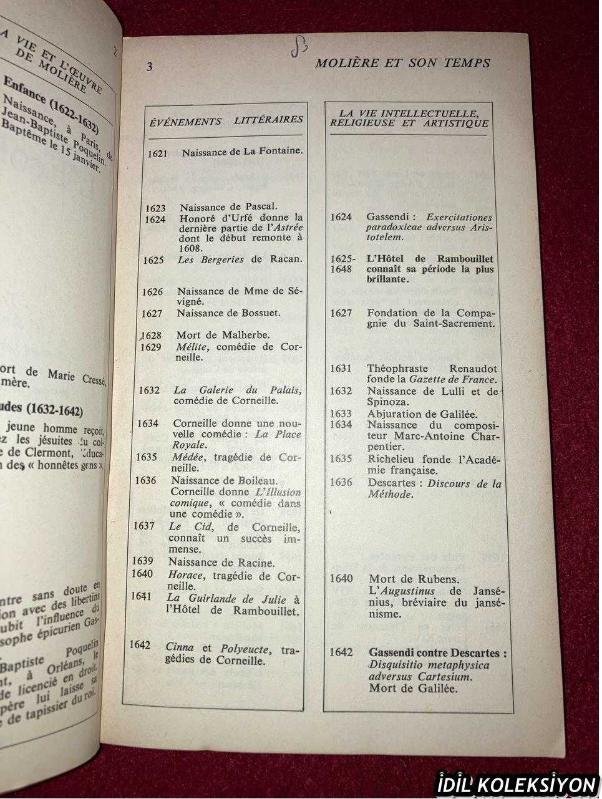 A VIE ET L'ŒUVRE
DE MOLIÈRE
Enfance (1622-1632)
Naissance, à Paris, de
Jean-Baptiste Poquelin.
Baptême le 15 janvier.
ort de Marie Cressé,
mère.
udes (1632-1642)
jeune homme reçoit,
ez les jésuites du col-
e de Clermont, l'éduca-
n des « honnêtes gens »
ntre sans doute en
ion avec des libertins
ubit l'influence du
osophe épicurien Gas-
Baptiste Poquelin
nt, à Orléans, le
de licencié en droit.
père lui laisse sa
e de tapissier du roi.
3
MOLIÈRE ET SON TEMPS
ÉVÉNEMENTS LITTÉRAIRES
1621 Naissance de La Fontaine.
1623 Naissance de Pascal.
1624 Honoré d'Urfé donne la
dernière partie de l'Astrée
dont le début remonte à
1608.
1625 Les Bergeries de Racan.
1626 Naissance de Mme de Sé-
vigné.
1627 Naissance de Bossuet.
1628 Mort de Malherbe.
1629 Mélite, comédie de Cor-
neille.
1632 La Galerie du Palais,
comédie de Corneille.
1634 Corneille donne une nou-
velle comédie : La Place
Royale.
1635 Médée, tragédie de Cor-
neille.
1636 Naissance de Boileau.
Corneille donne L'Illusion
comique, « comédie dans
une comédie ».
1637 Le Cid, de Corneille,
connaît un succès im-
mense.
1639 Naissance de Racine.
1640 Horace, tragédie de Cor-
neille.
1641 La Guirlande de Julie à
l'Hôtel de Rambouillet.
1642 Cinna et Polyeucte, tra-
gédies de Corneille.
LA VIE INTELLECTUELLE,
RELIGIEUSE ET ARTISTIQUE
1624 Gassendi : Exercitationes
paradoxicae adversus Aris-
totelem.
1625- L'Hôtel de Rambouillet
1648 connaît sa période la plus
brillante.
1627 Fondation de la Compa-
gnie du Saint-Sacrement.
1631 Théophraste Renaudot
fonde la Gazette de France.
1632 Naissance de Lulli et de
Spinoza.
1633 Abjuration de Galilée.
1634 Naissance du composi-
teur Marc-Antoine Char-
pentier.
1635 Richelieu fonde l'Acadé-
mie française.
1636 Descartes : Discours de la
Méthode.
1640 Mort de Rubens.
L'Augustinus de Jansé-
nius, bréviaire du jansé-
nisme.
1642 Gassendi contre Descartes :
Disquisitio metaphysica
adversus Cartesium.
Mort de Galilée.
İDİL KOLEKSİYON